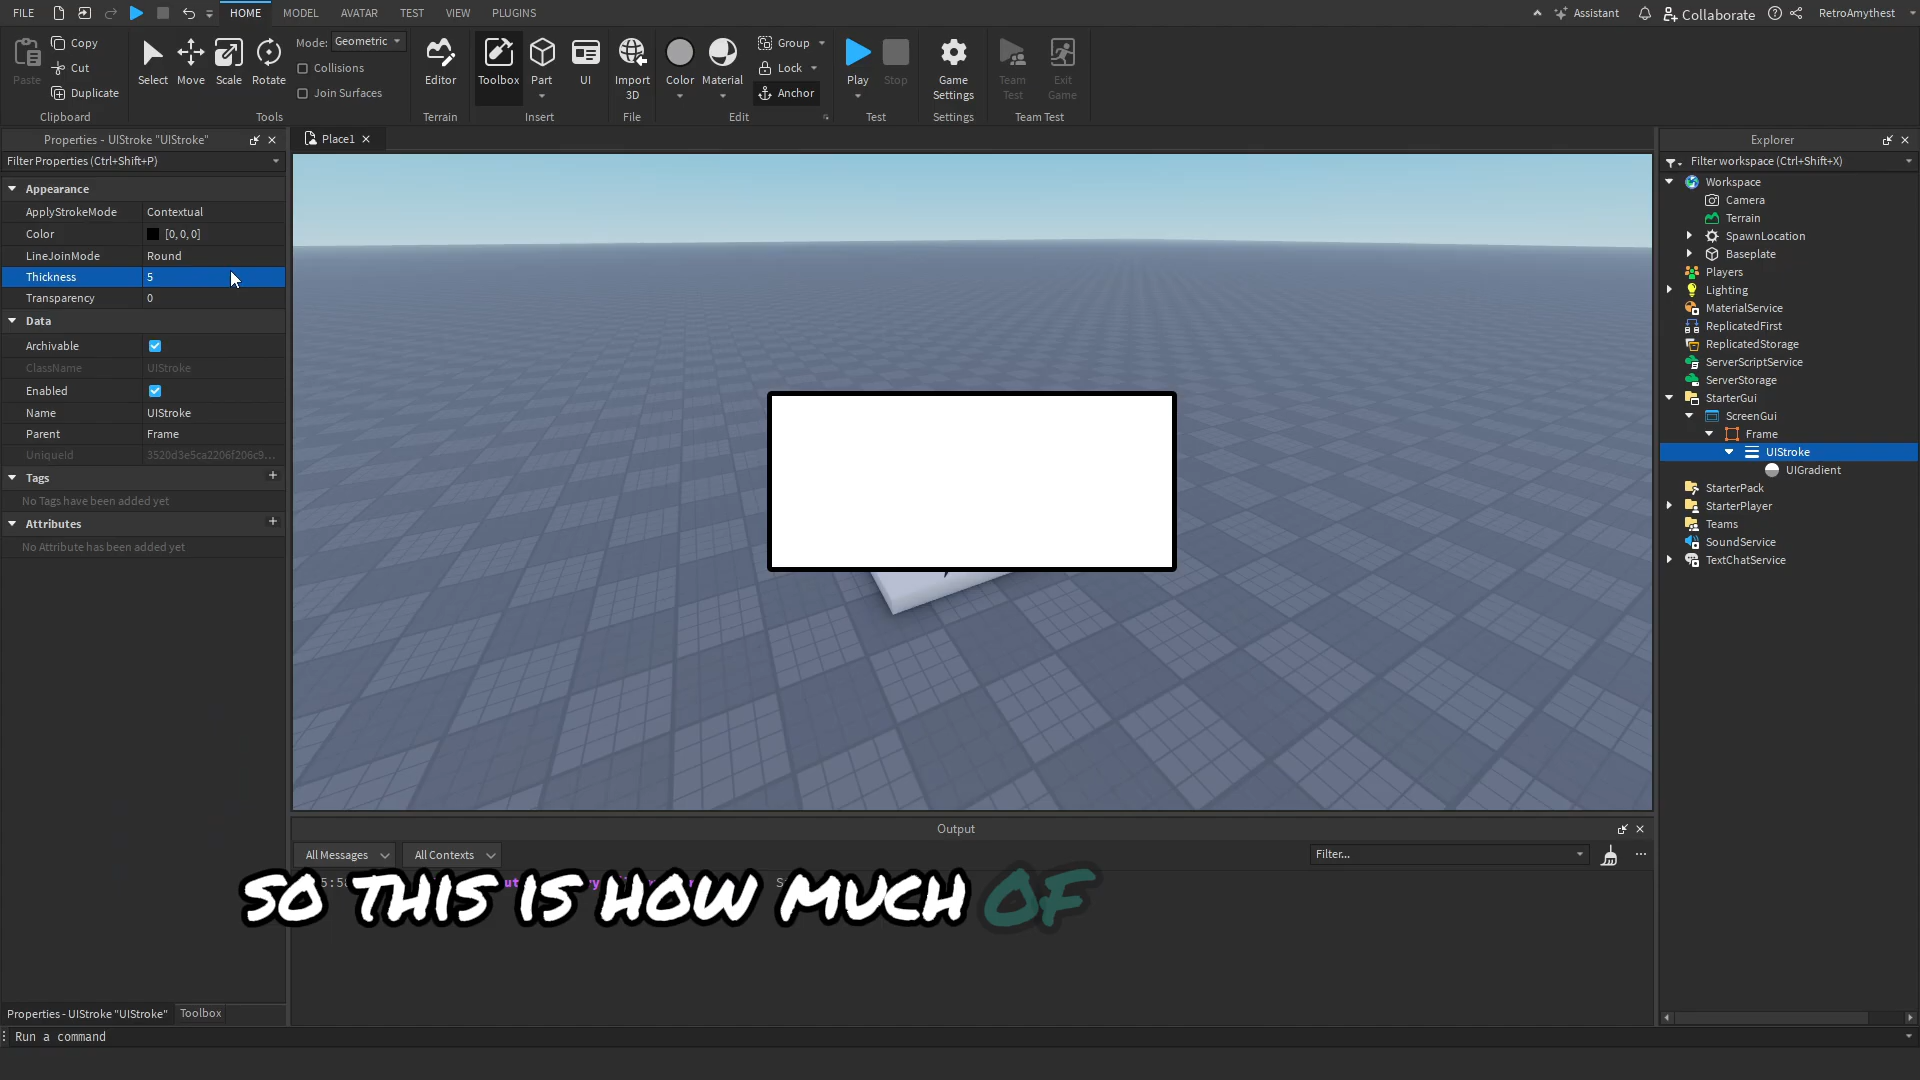 FILE HOME MODEL AVATAR TEST VIEW PLUGINS Assistant Collaborate RetroAmythest
Paste Copy Cut Duplicate Clipboard
Select Move Scale Rotate Mode: Geometric Collisions Join Surfaces Tools
Editor Terrain
Toolbox Part UI Insert
Import 3D File
Color Material Group Lock Anchor Edit
Play Stop Test
Game Settings Settings
Team Test Exit Game Team Test
Properties - UIStroke "UIStroke"
Filter Properties (Ctrl+Shift+P)
Appearance
ApplyStrokeMode Contextual
Color [0, 0, 0]
LineJoinMode Round
Thickness 5
Transparency 0
Data
Archivable
ClassName UIStroke
Enabled
Name UIStroke
Parent Frame
UniqueId 3520d3e5ca2206f206c9...
Tags
No Tags have been added yet
Attributes
No Attribute has been added yet
Properties - UIStroke "UIStroke" Toolbox
Place1
Output
All Messages All Contexts Filter...
SO THIS IS HOW MUCH OF
Run a command
Explorer
Filter workspace (Ctrl+Shift+X)
Workspace
Camera
Terrain
SpawnLocation
Baseplate
Players
Lighting
MaterialService
ReplicatedFirst
ReplicatedStorage
ServerScriptService
ServerStorage
StarterGui
ScreenGui
Frame
UIStroke
UIGradient
StarterPack
StarterPlayer
Teams
SoundService
TextChatService